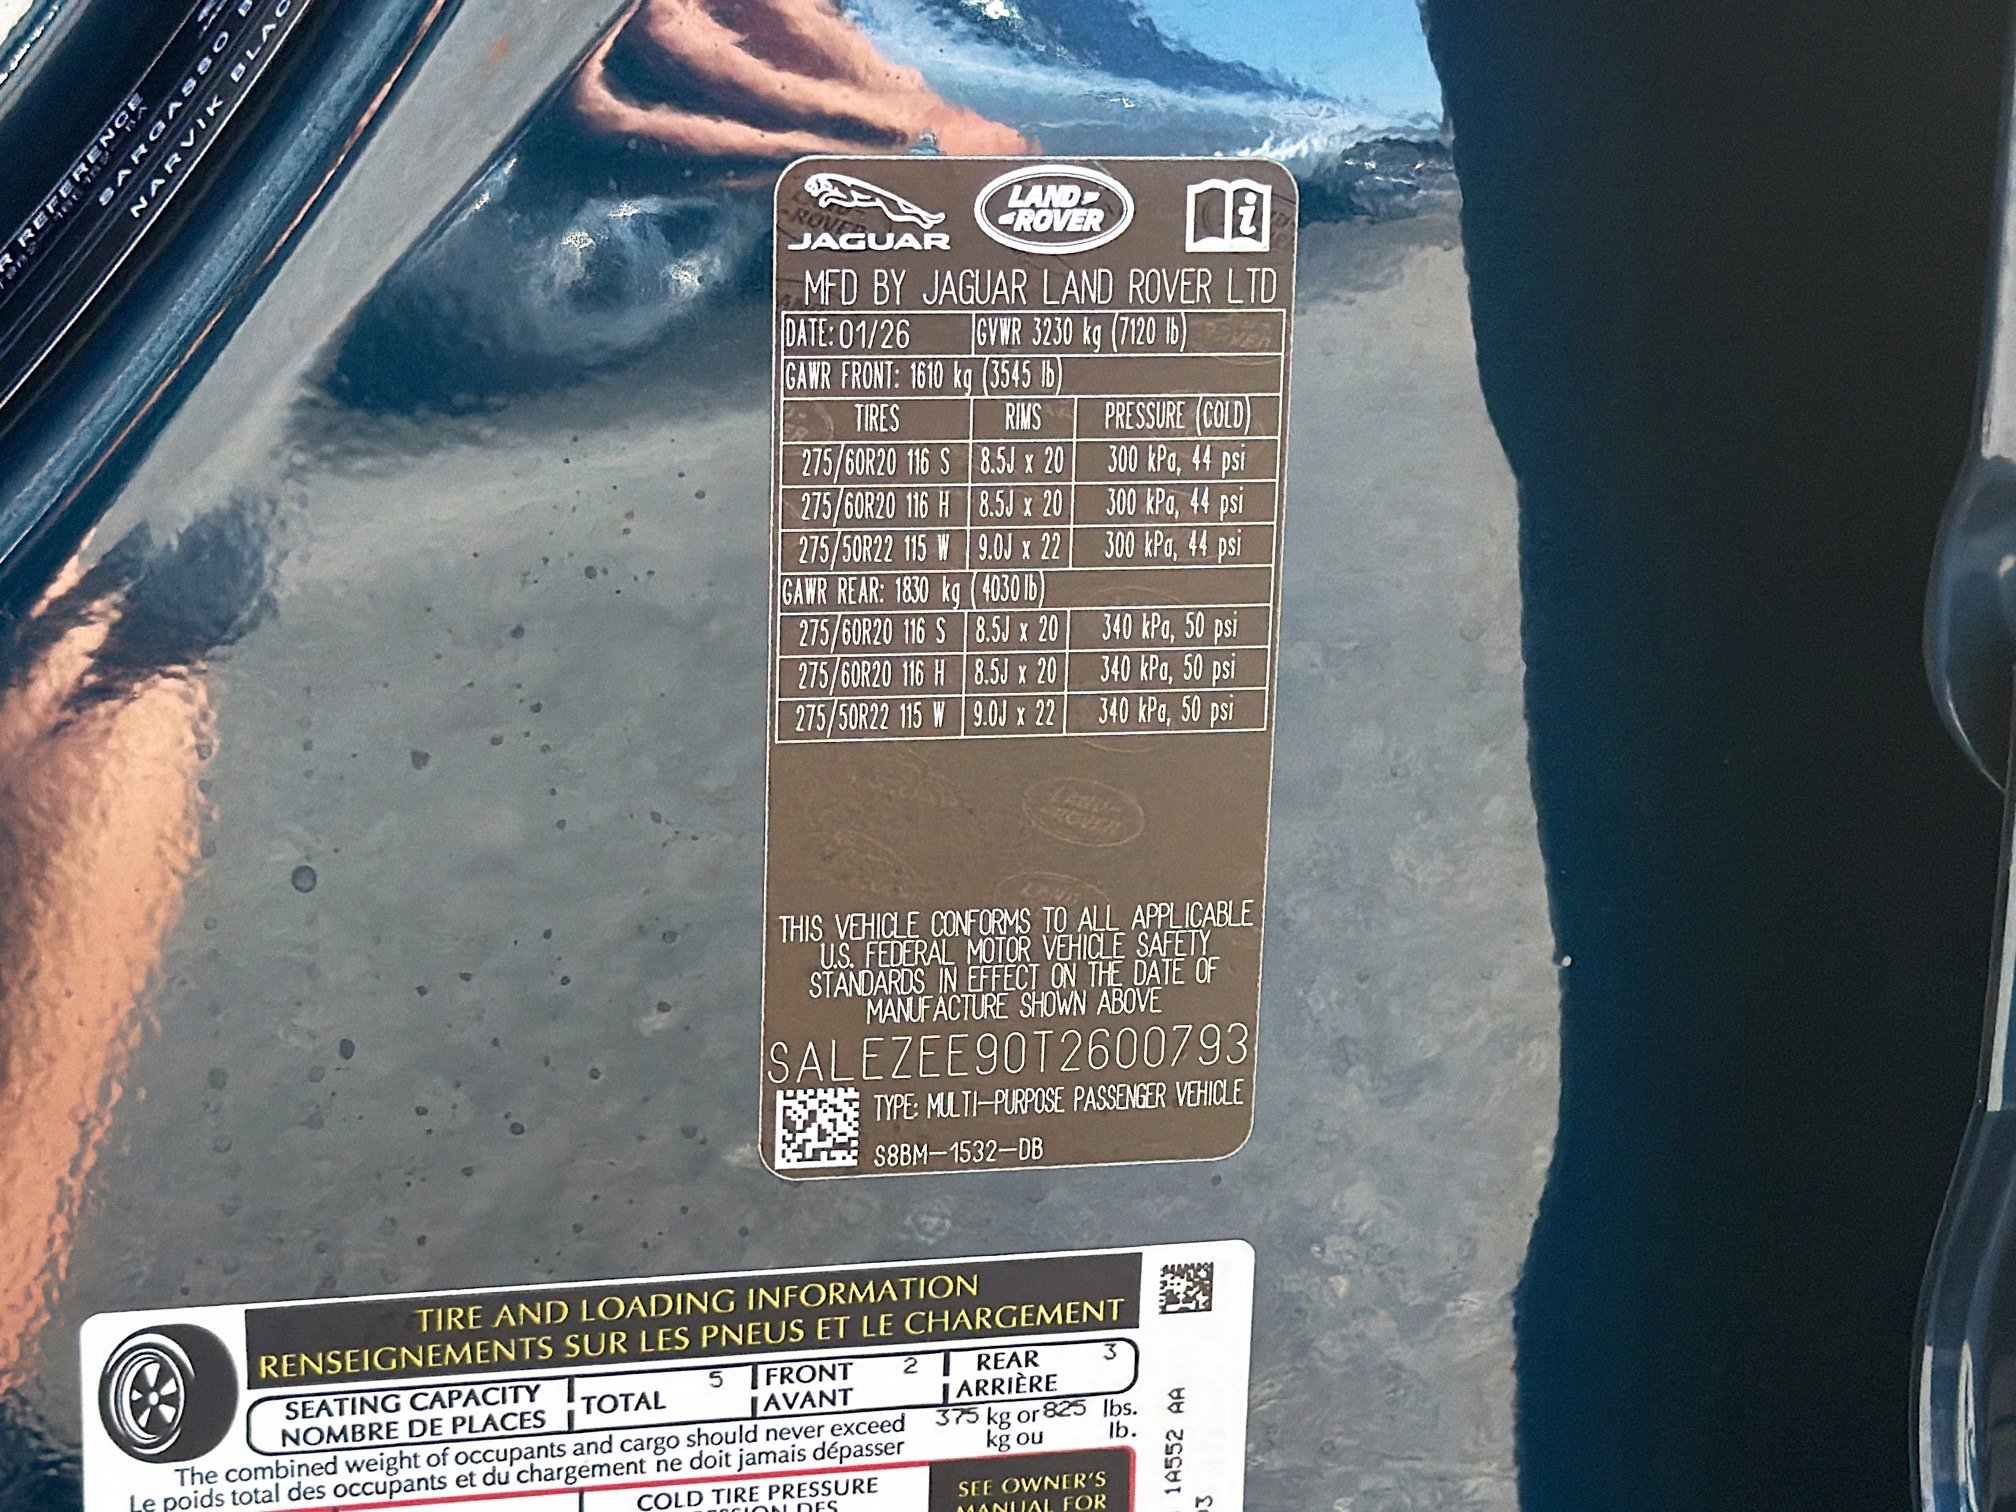 REFERENCE
SARGASSO B
NARVIK BLAC
JAGUAR
LAND
ROVER
i
MFD BY JAGUAR LAND ROVER LTD
DATE: 01/26 GVWR 3230 kg (7120 lb)
GAWR FRONT: 1610 kg (3545 lb)
TIRES RIMS PRESSURE (COLD)
275/60R20 116 S 8.5J x 20 300 kPa, 44 psi
275/60R20 116 H 8.5J x 20 300 kPa, 44 psi
275/50R22 115 W 9.0J x 22 300 kPa, 44 psi
GAWR REAR: 1830 kg (4030 lb)
275/60R20 116 S 8.5J x 20 340 kPa, 50 psi
275/60R20 116 H 8.5J x 20 340 kPa, 50 psi
275/50R22 115 W 9.0J x 22 340 kPa, 50 psi
THIS VEHICLE CONFORMS TO ALL APPLICABLE
U.S. FEDERAL MOTOR VEHICLE SAFETY
STANDARDS IN EFFECT ON THE DATE OF
MANUFACTURE SHOWN ABOVE
SALEZEE90T2600793
TYPE: MULTI-PURPOSE PASSENGER VEHICLE
S8BM-1532-DB
TIRE AND LOADING INFORMATION
RENSEIGNEMENTS SUR LES PNEUS ET LE CHARGEMENT
SEATING CAPACITY
NOMBRE DE PLACES
TOTAL 5
FRONT 2
AVANT
REAR 3
ARRIÈRE
The combined weight of occupants and cargo should never exceed 375 kg or 825 lbs.
Le poids total des occupants et du chargement ne doit jamais dépasser kg ou lb.
COLD TIRE PRESSURE
SEE OWNER'S
MANUAL FOR
1A552 AA